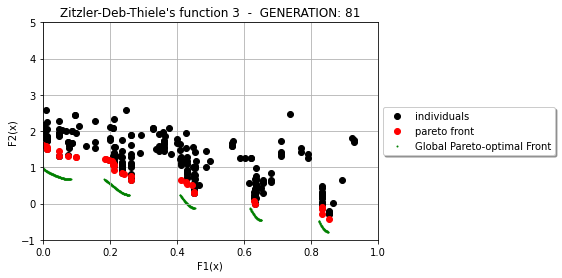 Zitzler-Deb-Thiele's function 3 - GENERATION: 81
F2(x)
5
4
3
2
1
0
−1
0.0 0.2 0.4 0.6 0.8 1.0
F1(x)
individuals
pareto front
Global Pareto-optimal Front